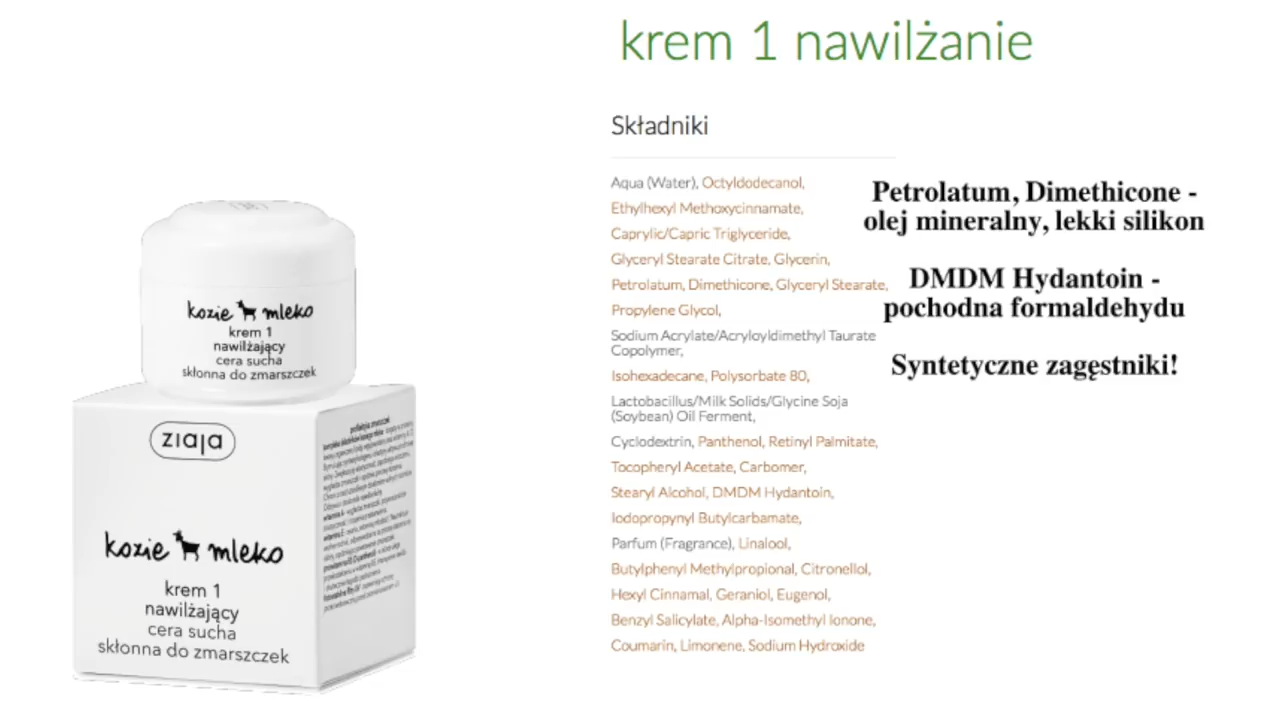 krem 1 nawilżanie
Składniki
Aqua (Water), Octyldodecanol,
Ethylhexyl Methoxycinnamate,
Caprylic/Capric Triglyceride,
Glyceryl Stearate Citrate, Glycerin,
Petrolatum, Dimethicone, Glyceryl Stearate,
Propylene Glycol,
Sodium Acrylate/Acryloyldimethyl Taurate
Copolymer,
Isohexadecane, Polysorbate 80,
Lactobacillus/Milk Solids/Glycine Soja
(Soybean) Oil Ferment,
Cyclodextrin, Panthenol, Retinyl Palmitate,
Tocopheryl Acetate, Carbomer,
Stearyl Alcohol, DMDM Hydantoin,
Iodopropynyl Butylcarbamate,
Parfum (Fragrance), Linalool,
Butylphenyl Methylpropional, Citronellol,
Hexyl Cinnamal, Geraniol, Eugenol,
Benzyl Salicylate, Alpha-Isomethyl Ionone,
Coumarin, Limonene, Sodium Hydroxide
Petrolatum, Dimethicone -
olej mineralny, lekki silikon
DMDM Hydantoin -
pochodna formaldehydu
Syntetyczne zagęstniki!
kozie mleko
krem 1
nawilżający
cera sucha
skłonna do zmarszczek
ziaja
kozie mleko
krem 1
nawilżający
cera sucha
skłonna do zmarszczek